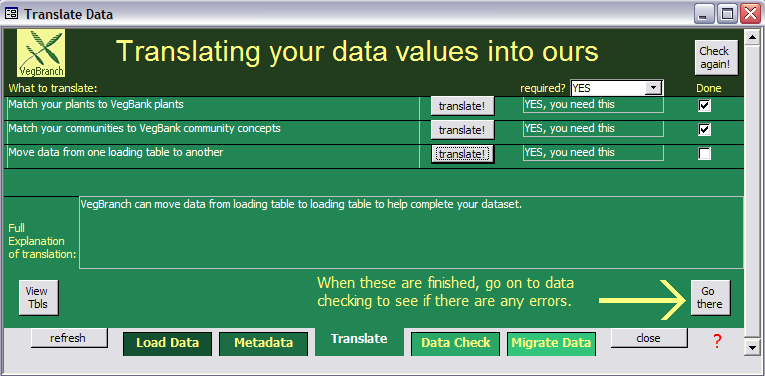 Translate Data
VegBranch
Translating your data values into ours
Check
again!
What to translate:
required? YES
Done
Match your plants to VegBank plants translate! YES, you need this
Match your communities to VegBank community concepts translate! YES, you need this
Move data from one loading table to another translate! YES, you need this
Full
Explanation
of translation:
VegBranch can move data from loading table to loading table to help complete your dataset.
View
Tbls
When these are finished, go on to data
checking to see if there are any errors.
Go
there
refresh Load Data Metadata Translate Data Check Migrate Data close ?